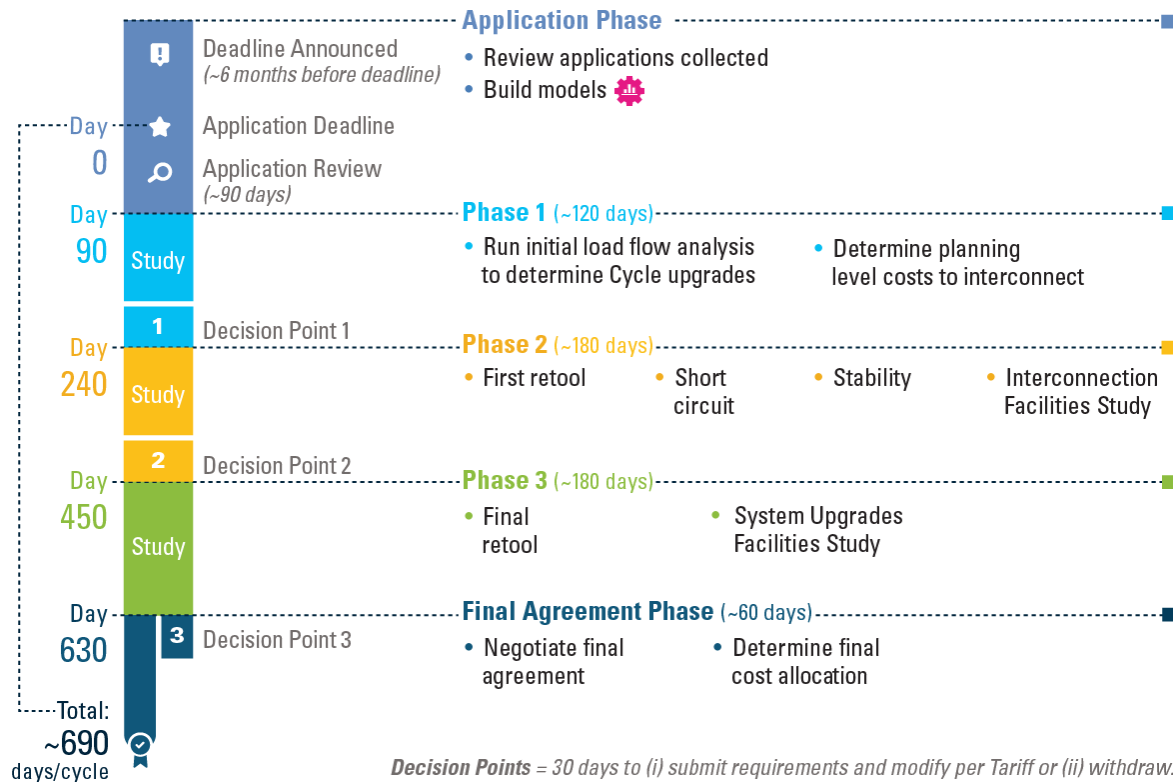 Application Phase
Deadline Announced
(~6 months before deadline)
• Review applications collected
• Build models
Day
0
Application Deadline
Application Review
(~90 days)
Day
90
Study
Phase 1 (~120 days)
• Run initial load flow analysis
to determine Cycle upgrades
• Determine planning
level costs to interconnect
1
Decision Point 1
Day
240
Study
Phase 2 (~180 days)
• First retool
• Short
circuit
• Stability
• Interconnection
Facilities Study
2
Decision Point 2
Day
450
Study
Phase 3 (~180 days)
• Final
retool
• System Upgrades
Facilities Study
Day
630
3
Decision Point 3
Final Agreement Phase (~60 days)
• Negotiate final
agreement
• Determine final
cost allocation
Total:
~690
days/cycle
Decision Points = 30 days to (i) submit requirements and modify per Tariff or (ii) withdraw.